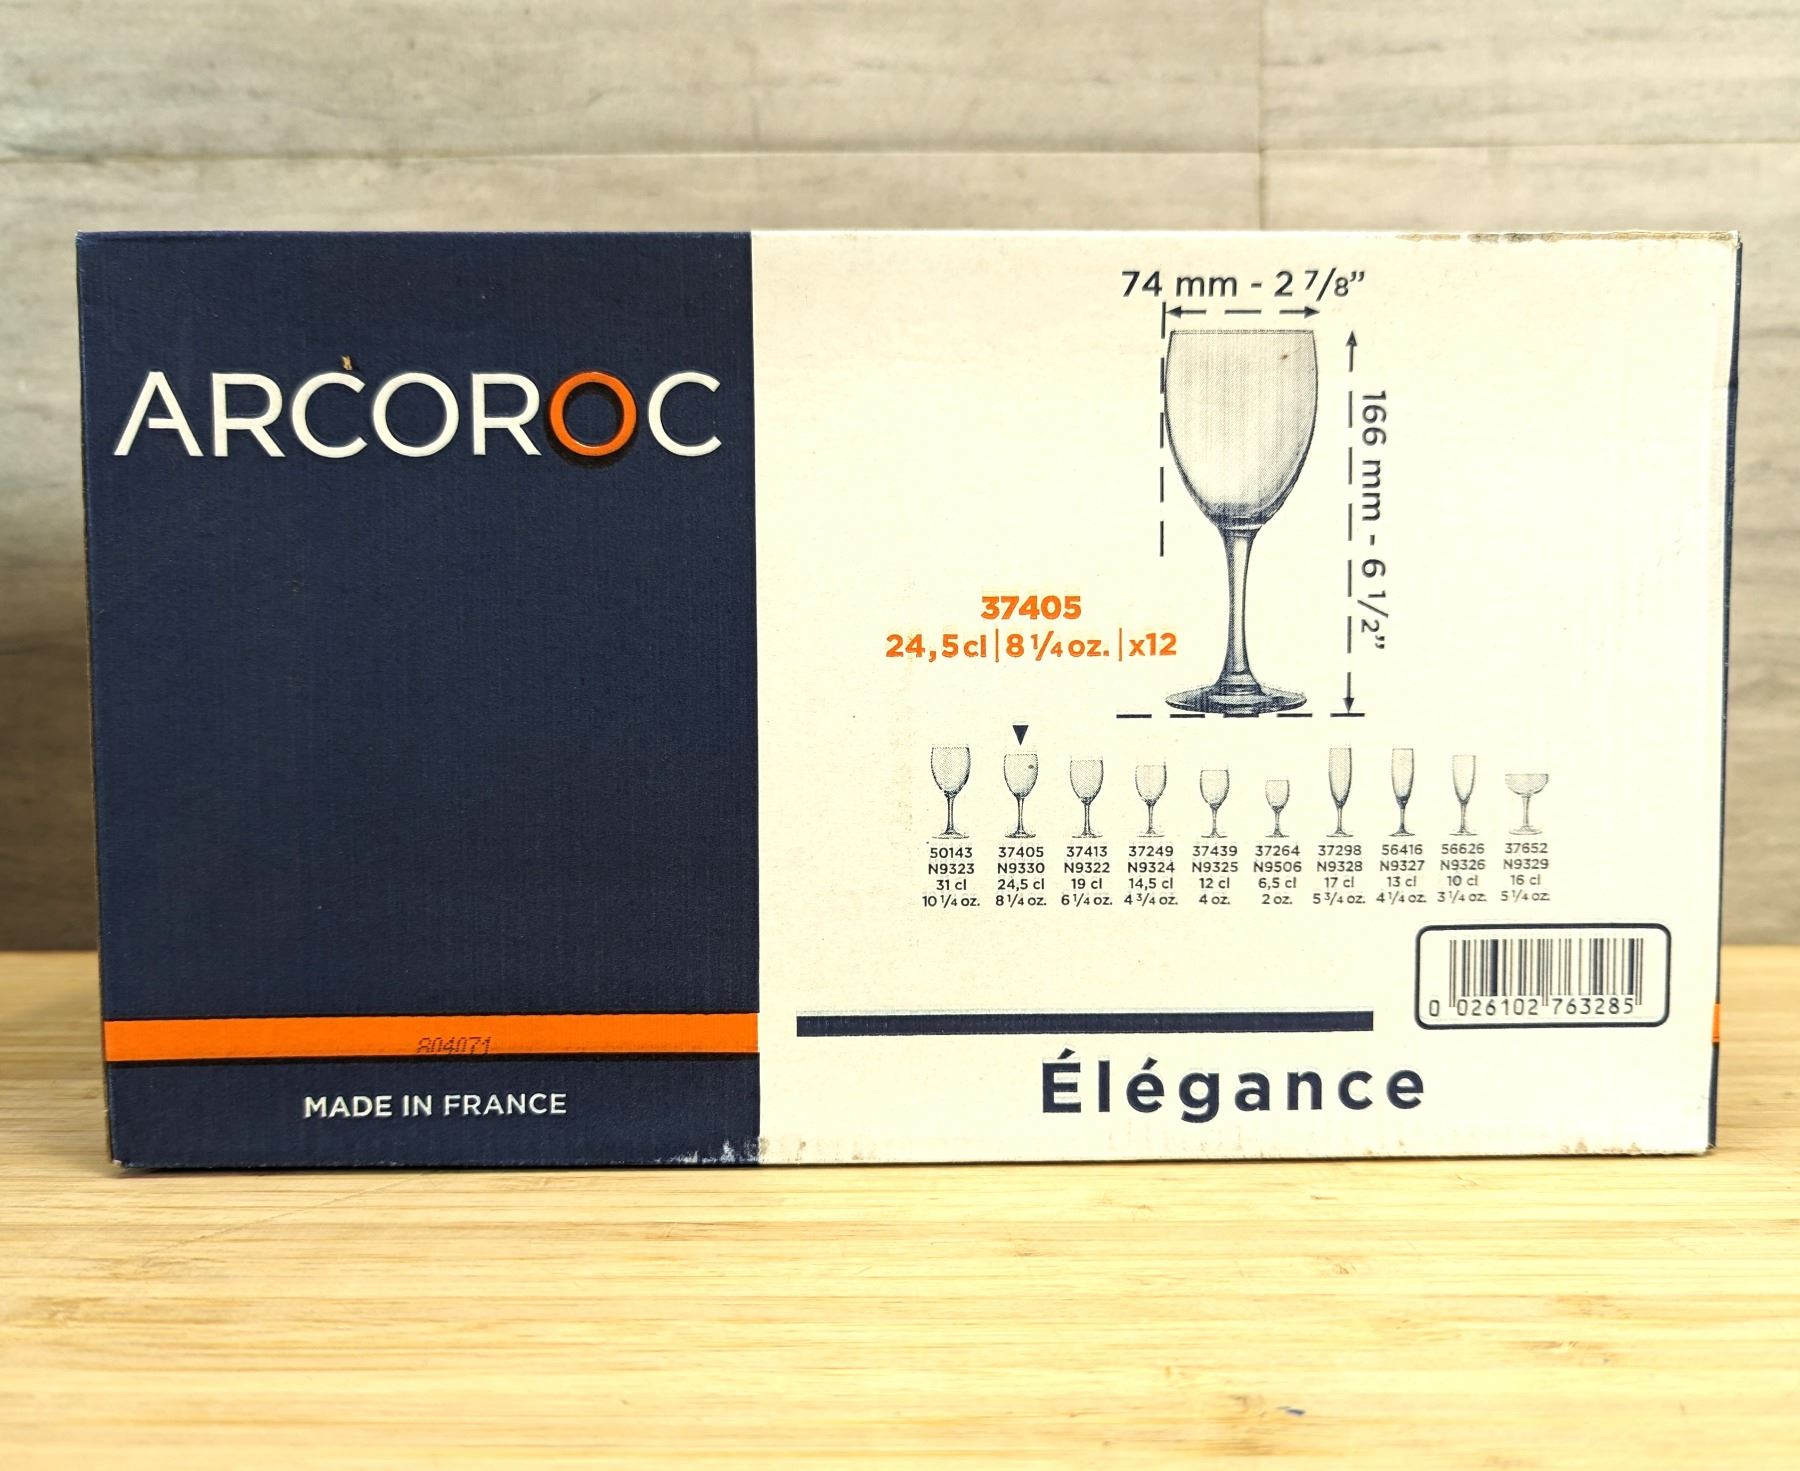 ARCOROC
804071
MADE IN FRANCE
74 mm - 2 7/8”
166 mm - 6 1/2”
37405
24,5 cl | 8 1/4 oz. | x12
50143 37405 37413 37249 37439 37264 37298 56416 56626 37652
N9323 N9330 N9322 N9324 N9325 N9506 N9328 N9327 N9326 N9329
31 cl 24,5 cl 19 cl 14,5 cl 12 cl 6,5 cl 17 cl 13 cl 10 cl 16 cl
10 1/4 oz. 8 1/4 oz. 6 1/4 oz. 4 3/4 oz. 4 oz. 2 oz. 5 3/4 oz. 4 1/4 oz. 3 1/4 oz. 5 1/4 oz.
0 026102 763285
Élégance